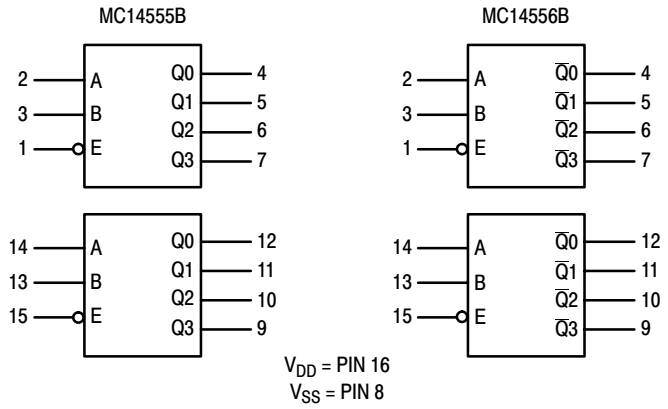 MC14555B MC14556B
2 A Q0 4 2 A Q̅0 4
3 B Q1 5 3 B Q̅1 5
1 E Q2 6 1 E Q̅2 6
Q3 7 Q̅3 7
14 A Q0 12 14 A Q̅0 12
13 B Q1 11 13 B Q̅1 11
15 E Q2 10 15 E Q̅2 10
Q3 9 Q̅3 9
VDD = PIN 16
VSS = PIN 8